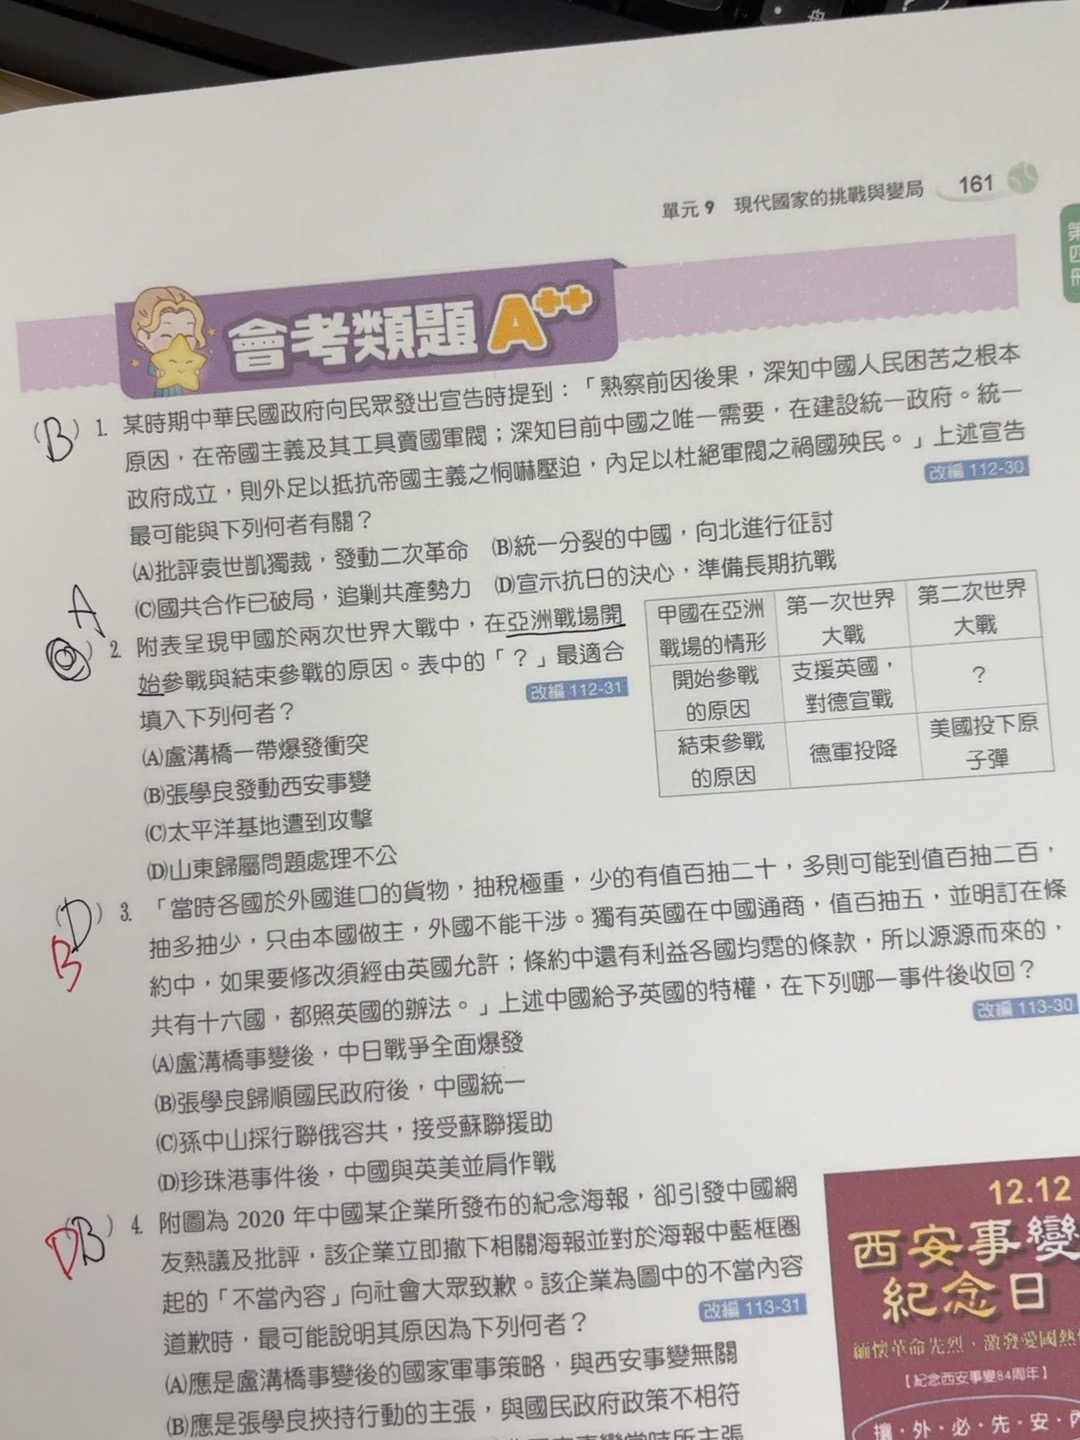 單元 9 現代國家的挑戰與變局 161
第四冊
會考類題 A++
(B) 1. 某時期中華民國政府向民眾發出宣告時提到：「熟察前因後果，深知中國人民困苦之根本
原因，在帝國主義及其工具賣國軍閥；深知目前中國之唯一需要，在建設統一政府。統一
政府成立，則外足以抵抗帝國主義之恫嚇壓迫，內足以杜絕軍閥之禍國殃民。」上述宣告
最可能與下列何者有關？ 改編 112-30
(A)批評袁世凱獨裁，發動二次革命 (B)統一分裂的中國，向北進行征討
(C)國共合作已破局，追剿共產勢力 (D)宣示抗日的決心，準備長期抗戰
A
) 2. 附表呈現甲國於兩次世界大戰中，在亞洲戰場開
始參戰與結束參戰的原因。表中的「？」最適合
填入下列何者？ 改編 112-31
(A)盧溝橋一帶爆發衝突
(B)張學良發動西安事變
(C)太平洋基地遭到攻擊
(D)山東歸屬問題處理不公
甲國在亞洲 第一次世界 第二次世界
戰場的情形 大戰 大戰
開始參戰 支援英國， ？
的原因 對德宣戰
結束參戰 德軍投降 美國投下原
的原因 子彈
(D) 3. 「當時各國於外國進口的貨物，抽稅極重，少的有值百抽二十，多則可能到值百抽二百，
B
抽多抽少，只由本國做主，外國不能干涉。獨有英國在中國通商，值百抽五，並明訂在條
約中，如果要修改須經由英國允許；條約中還有利益各國均霑的條款，所以源源而來的，
共有十六國，都照英國的辦法。」上述中國給予英國的特權，在下列哪一事件後收回？
改編 113-30
(A)盧溝橋事變後，中日戰爭全面爆發
(B)張學良歸順國民政府後，中國統一
(C)孫中山採行聯俄容共，接受蘇聯援助
(D)珍珠港事件後，中國與英美並肩作戰
D(B) 4. 附圖為 2020 年中國某企業所發布的紀念海報，卻引發中國網
友熱議及批評，該企業立即撤下相關海報並對於海報中藍框圈
起的「不當內容」向社會大眾致歉。該企業為圖中的不當內容
道歉時，最可能說明其原因為下列何者？ 改編 113-31
(A)應是盧溝橋事變後的國家軍事策略，與西安事變無關
(B)應是張學良挾持行動的主張，與國民政府政策不相符
12.12
西安事變
紀念日
緬懷革命先烈、激發愛國熱
【紀念西安事變84周年】
攘·外·必·先·安·內